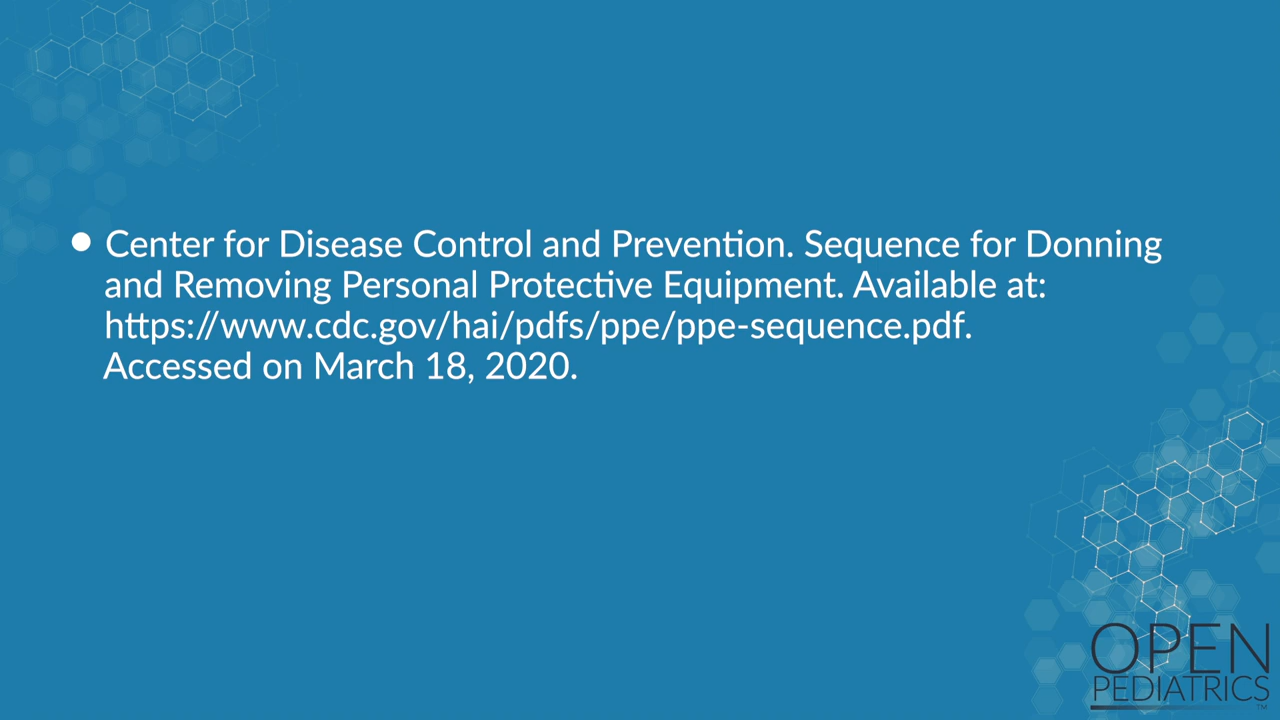 • Center for Disease Control and Prevention. Sequence for Donning
and Removing Personal Protective Equipment. Available at:
https://www.cdc.gov/hai/pdfs/ppe/ppe-sequence.pdf.
Accessed on March 18, 2020.
OPEN
PEDIATRICS
TM